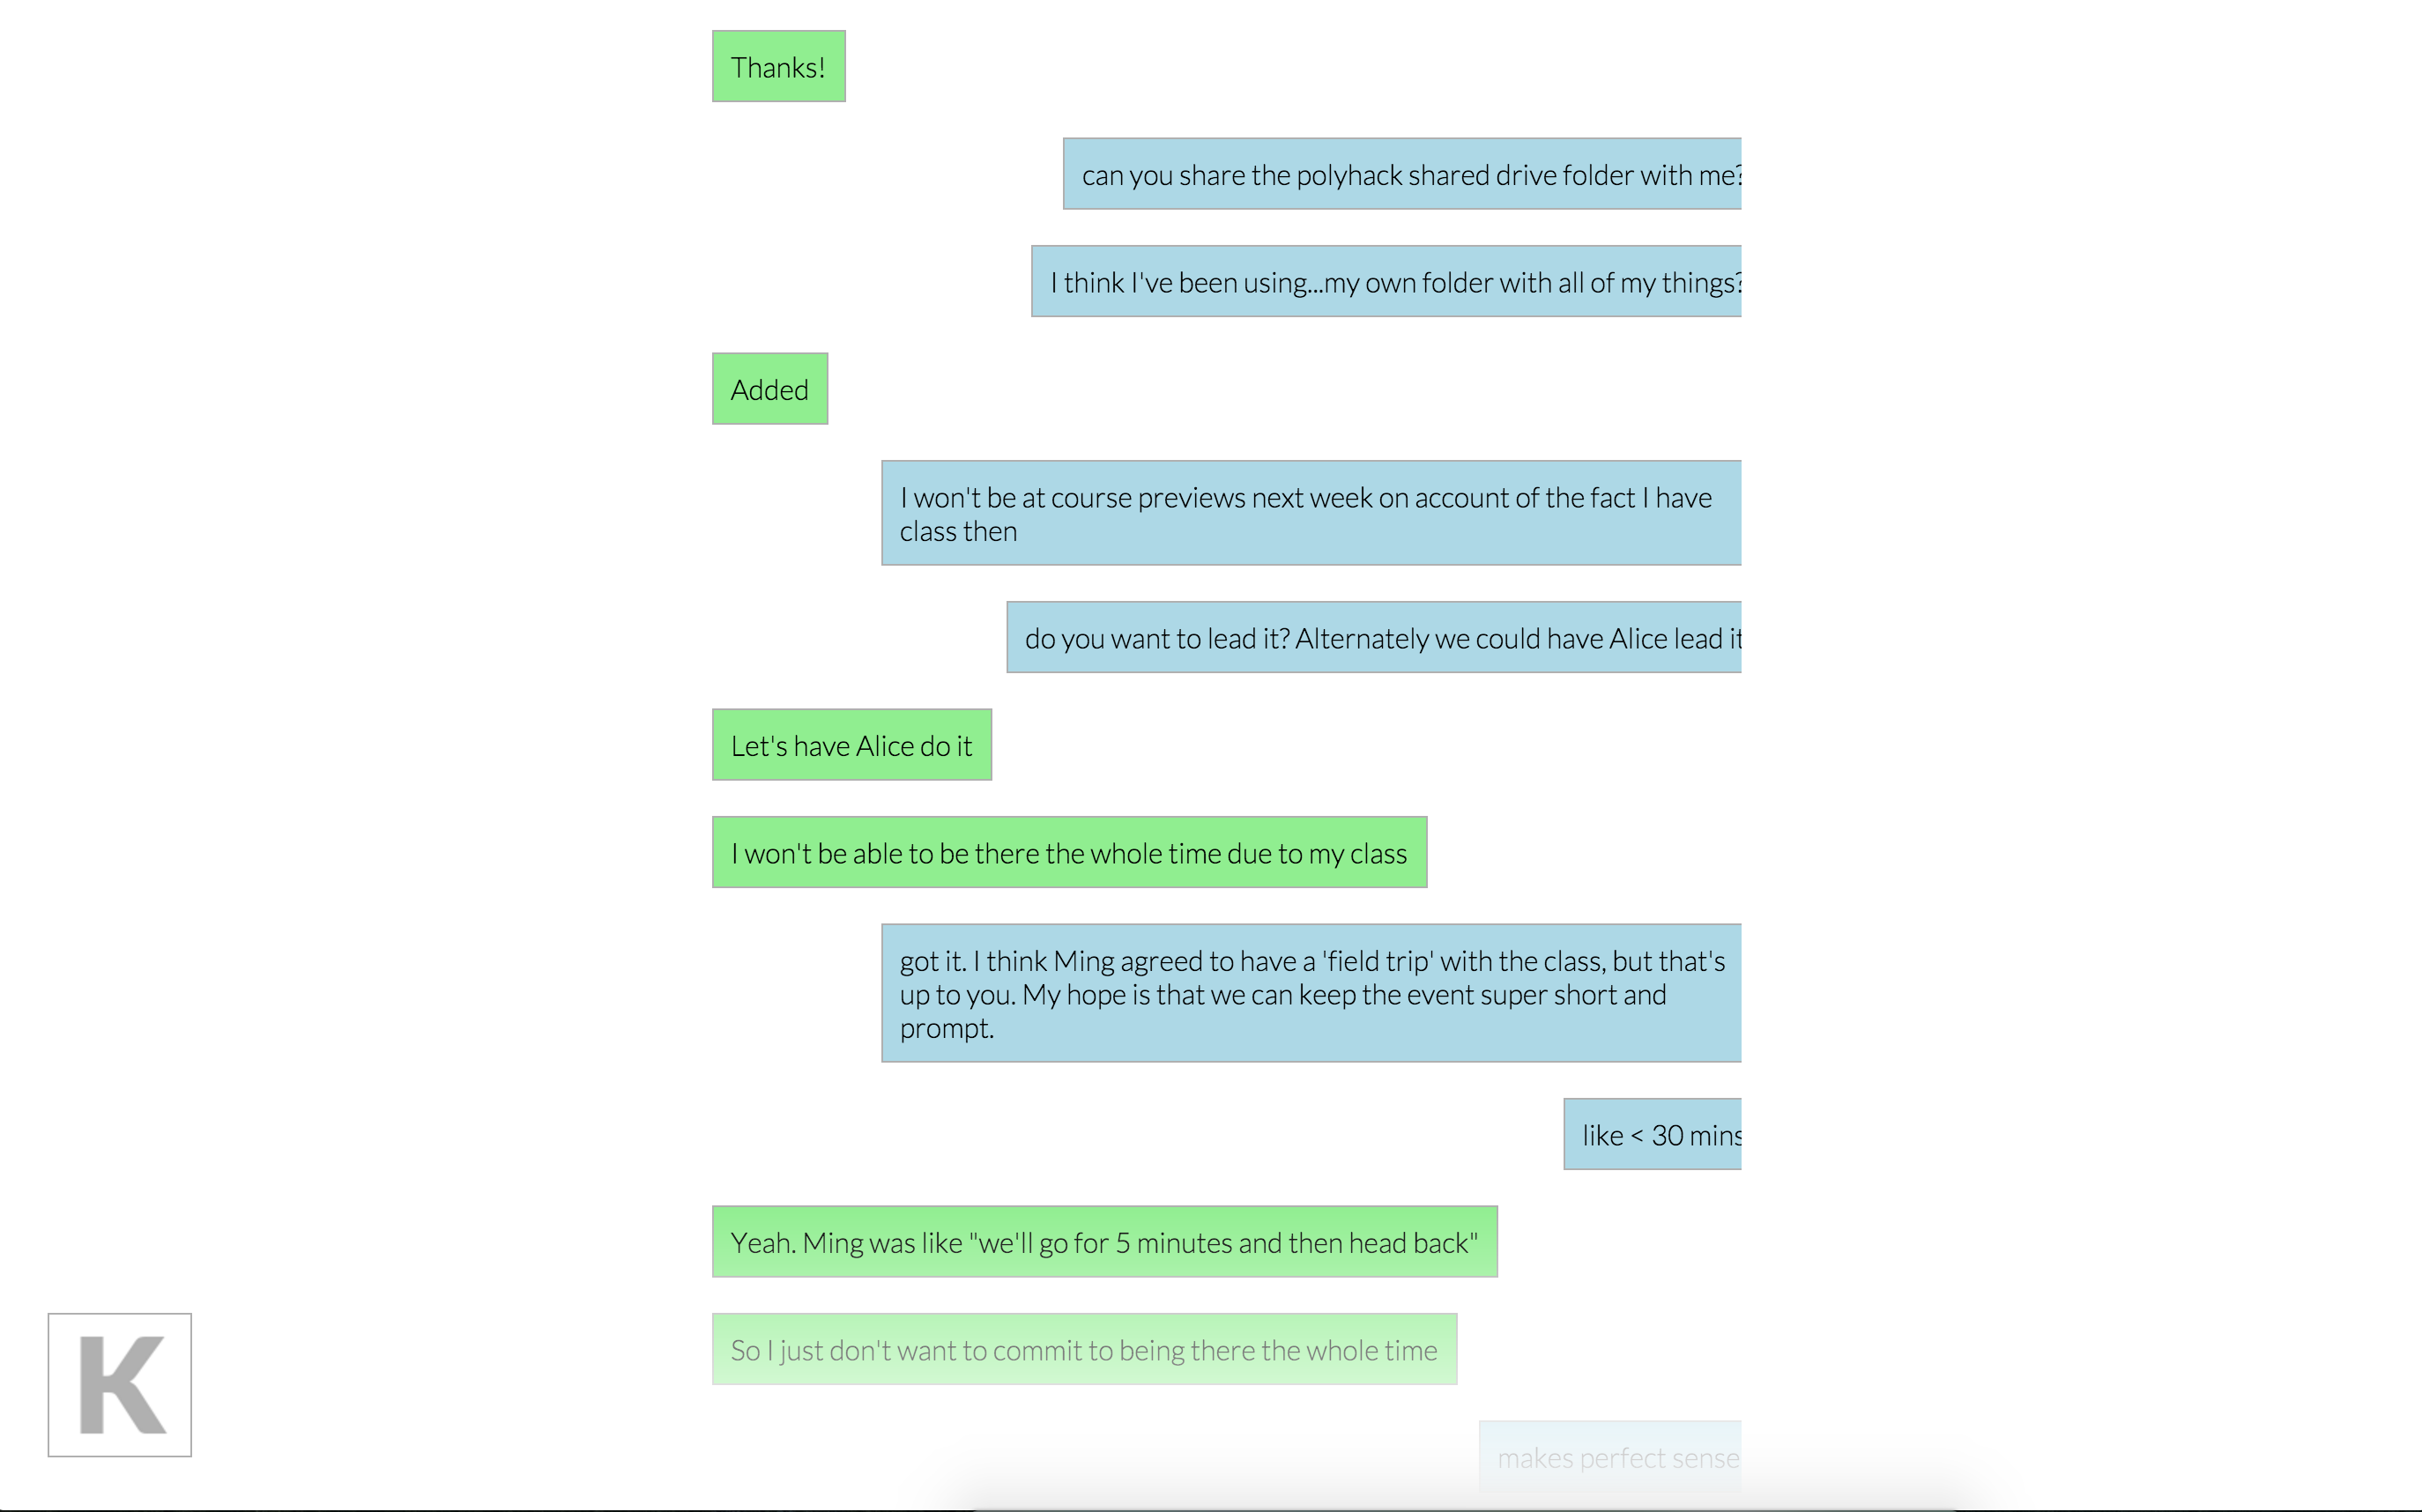 Thanks!
can you share the polyhack shared drive folder with me?
I think I've been using...my own folder with all of my things?
Added
I won't be at course previews next week on account of the fact I have
class then
do you want to lead it? Alternately we could have Alice lead it
Let's have Alice do it
I won't be able to be there the whole time due to my class
got it. I think Ming agreed to have a 'field trip' with the class, but that's
up to you. My hope is that we can keep the event super short and
prompt.
like < 30 mins
Yeah. Ming was like "we'll go for 5 minutes and then head back"
So I just don't want to commit to being there the whole time
makes perfect sense
K